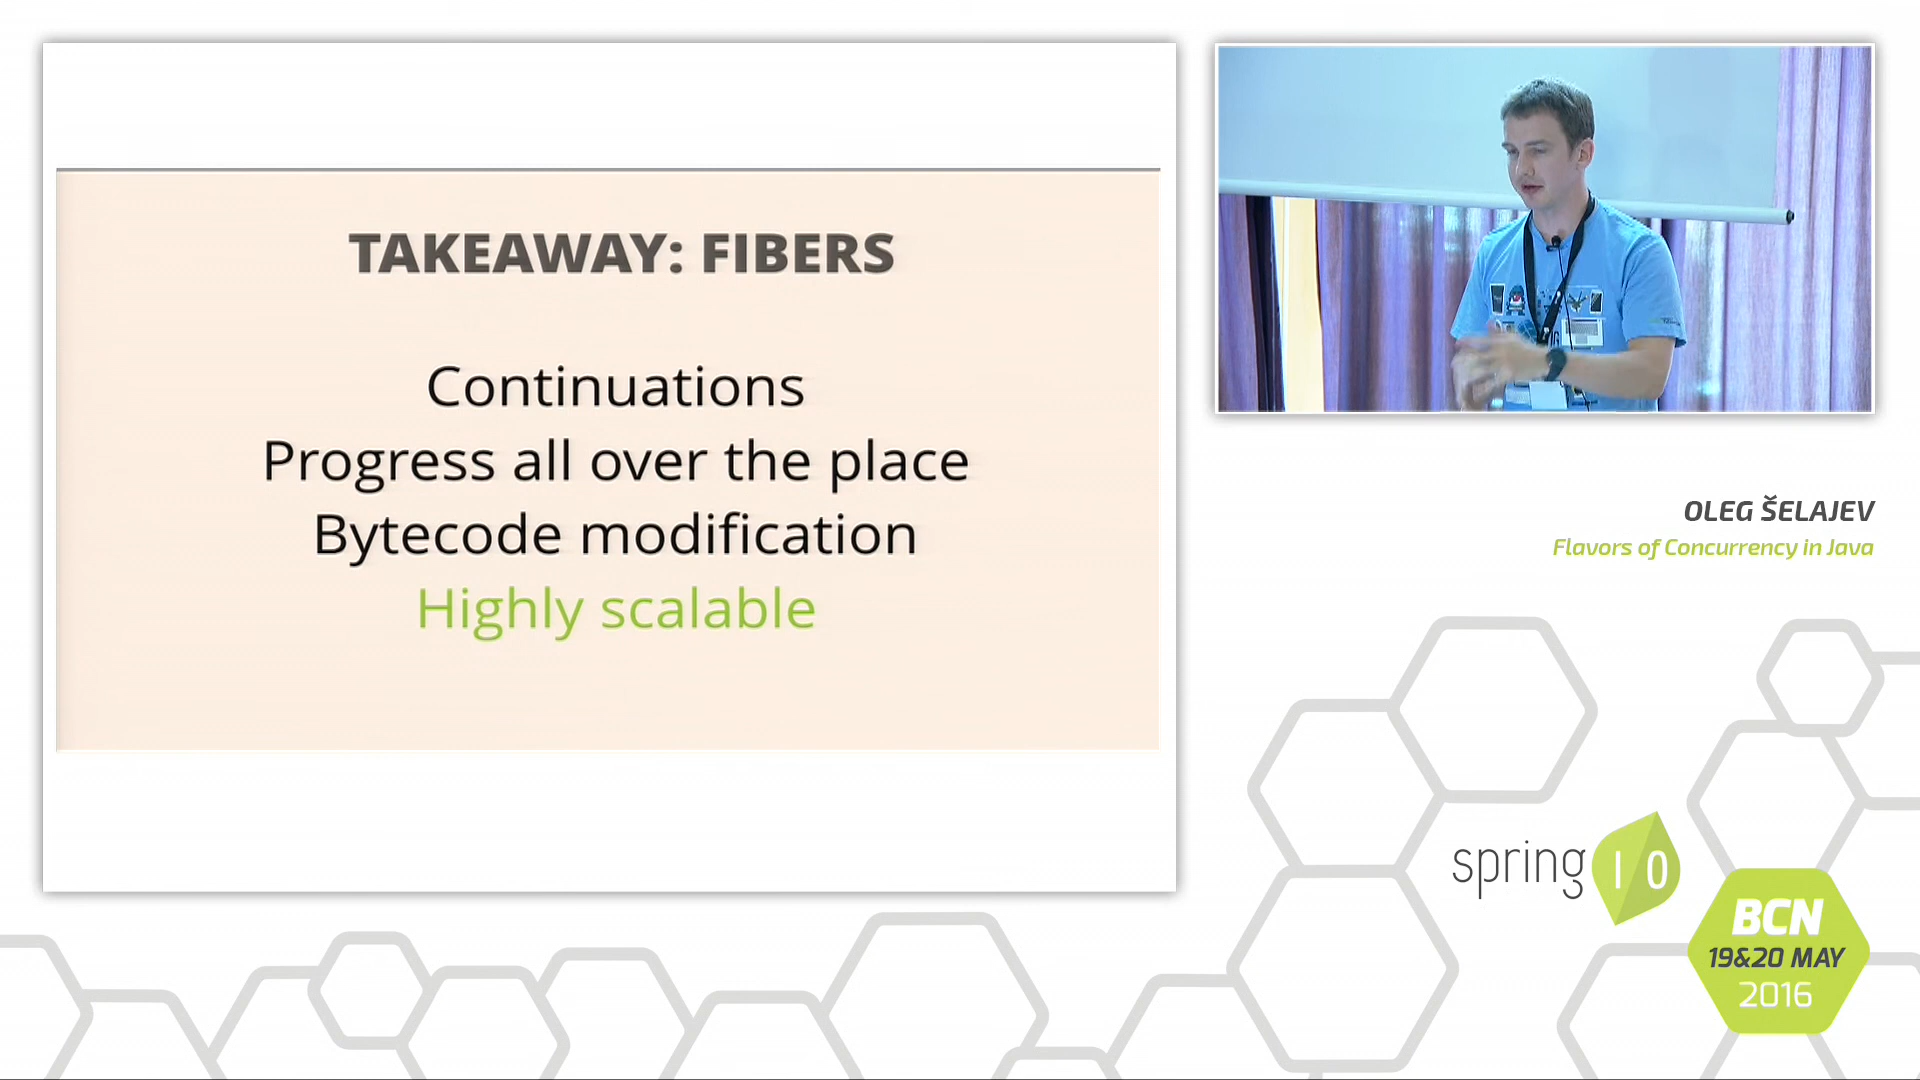 TAKEAWAY: FIBERS
Continuations
Progress all over the place
Bytecode modification
Highly scalable
OLEG ŠELAJEV
Flavors of Concurrency in Java
spring I O
BCN
19&20 MAY
2016